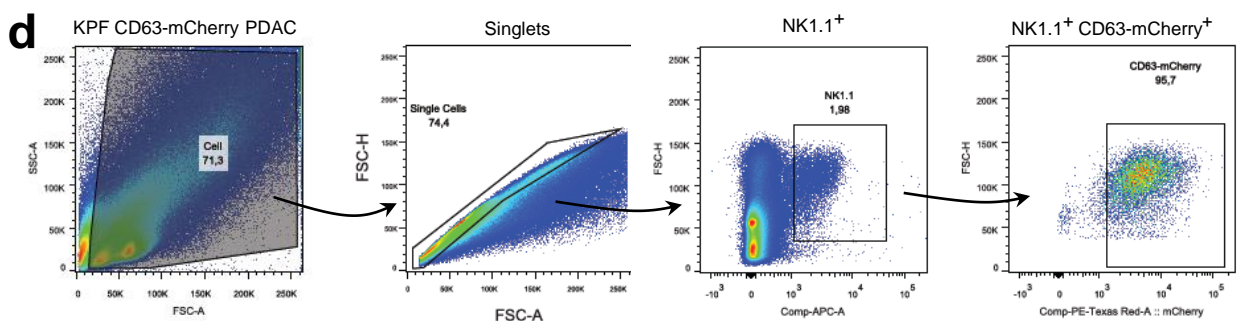 d
KPF CD63-mCherry PDAC
SSC-A
250K
200K
150K
100K
50K
0
Cell
71,3
0 50K 100K 150K 200K 250K
FSC-A
Singlets
FSC-H
250K
200K
150K
100K
50K
0
Single Cells
74,4
0 50K 100K 150K 200K 250K
FSC-A
NK1.1⁺
FSC-H
250K
200K
150K
100K
50K
0
NK1.1
1,98
-10³ 0 10³ 10⁴ 10⁵
Comp-APC-A
NK1.1⁺ CD63-mCherry⁺
FSC-H
250K
200K
150K
100K
50K
0
CD63-mCherry
95,7
-10³ 0 10³ 10⁴ 10⁵
Comp-PE-Texas Red-A :: mCherry